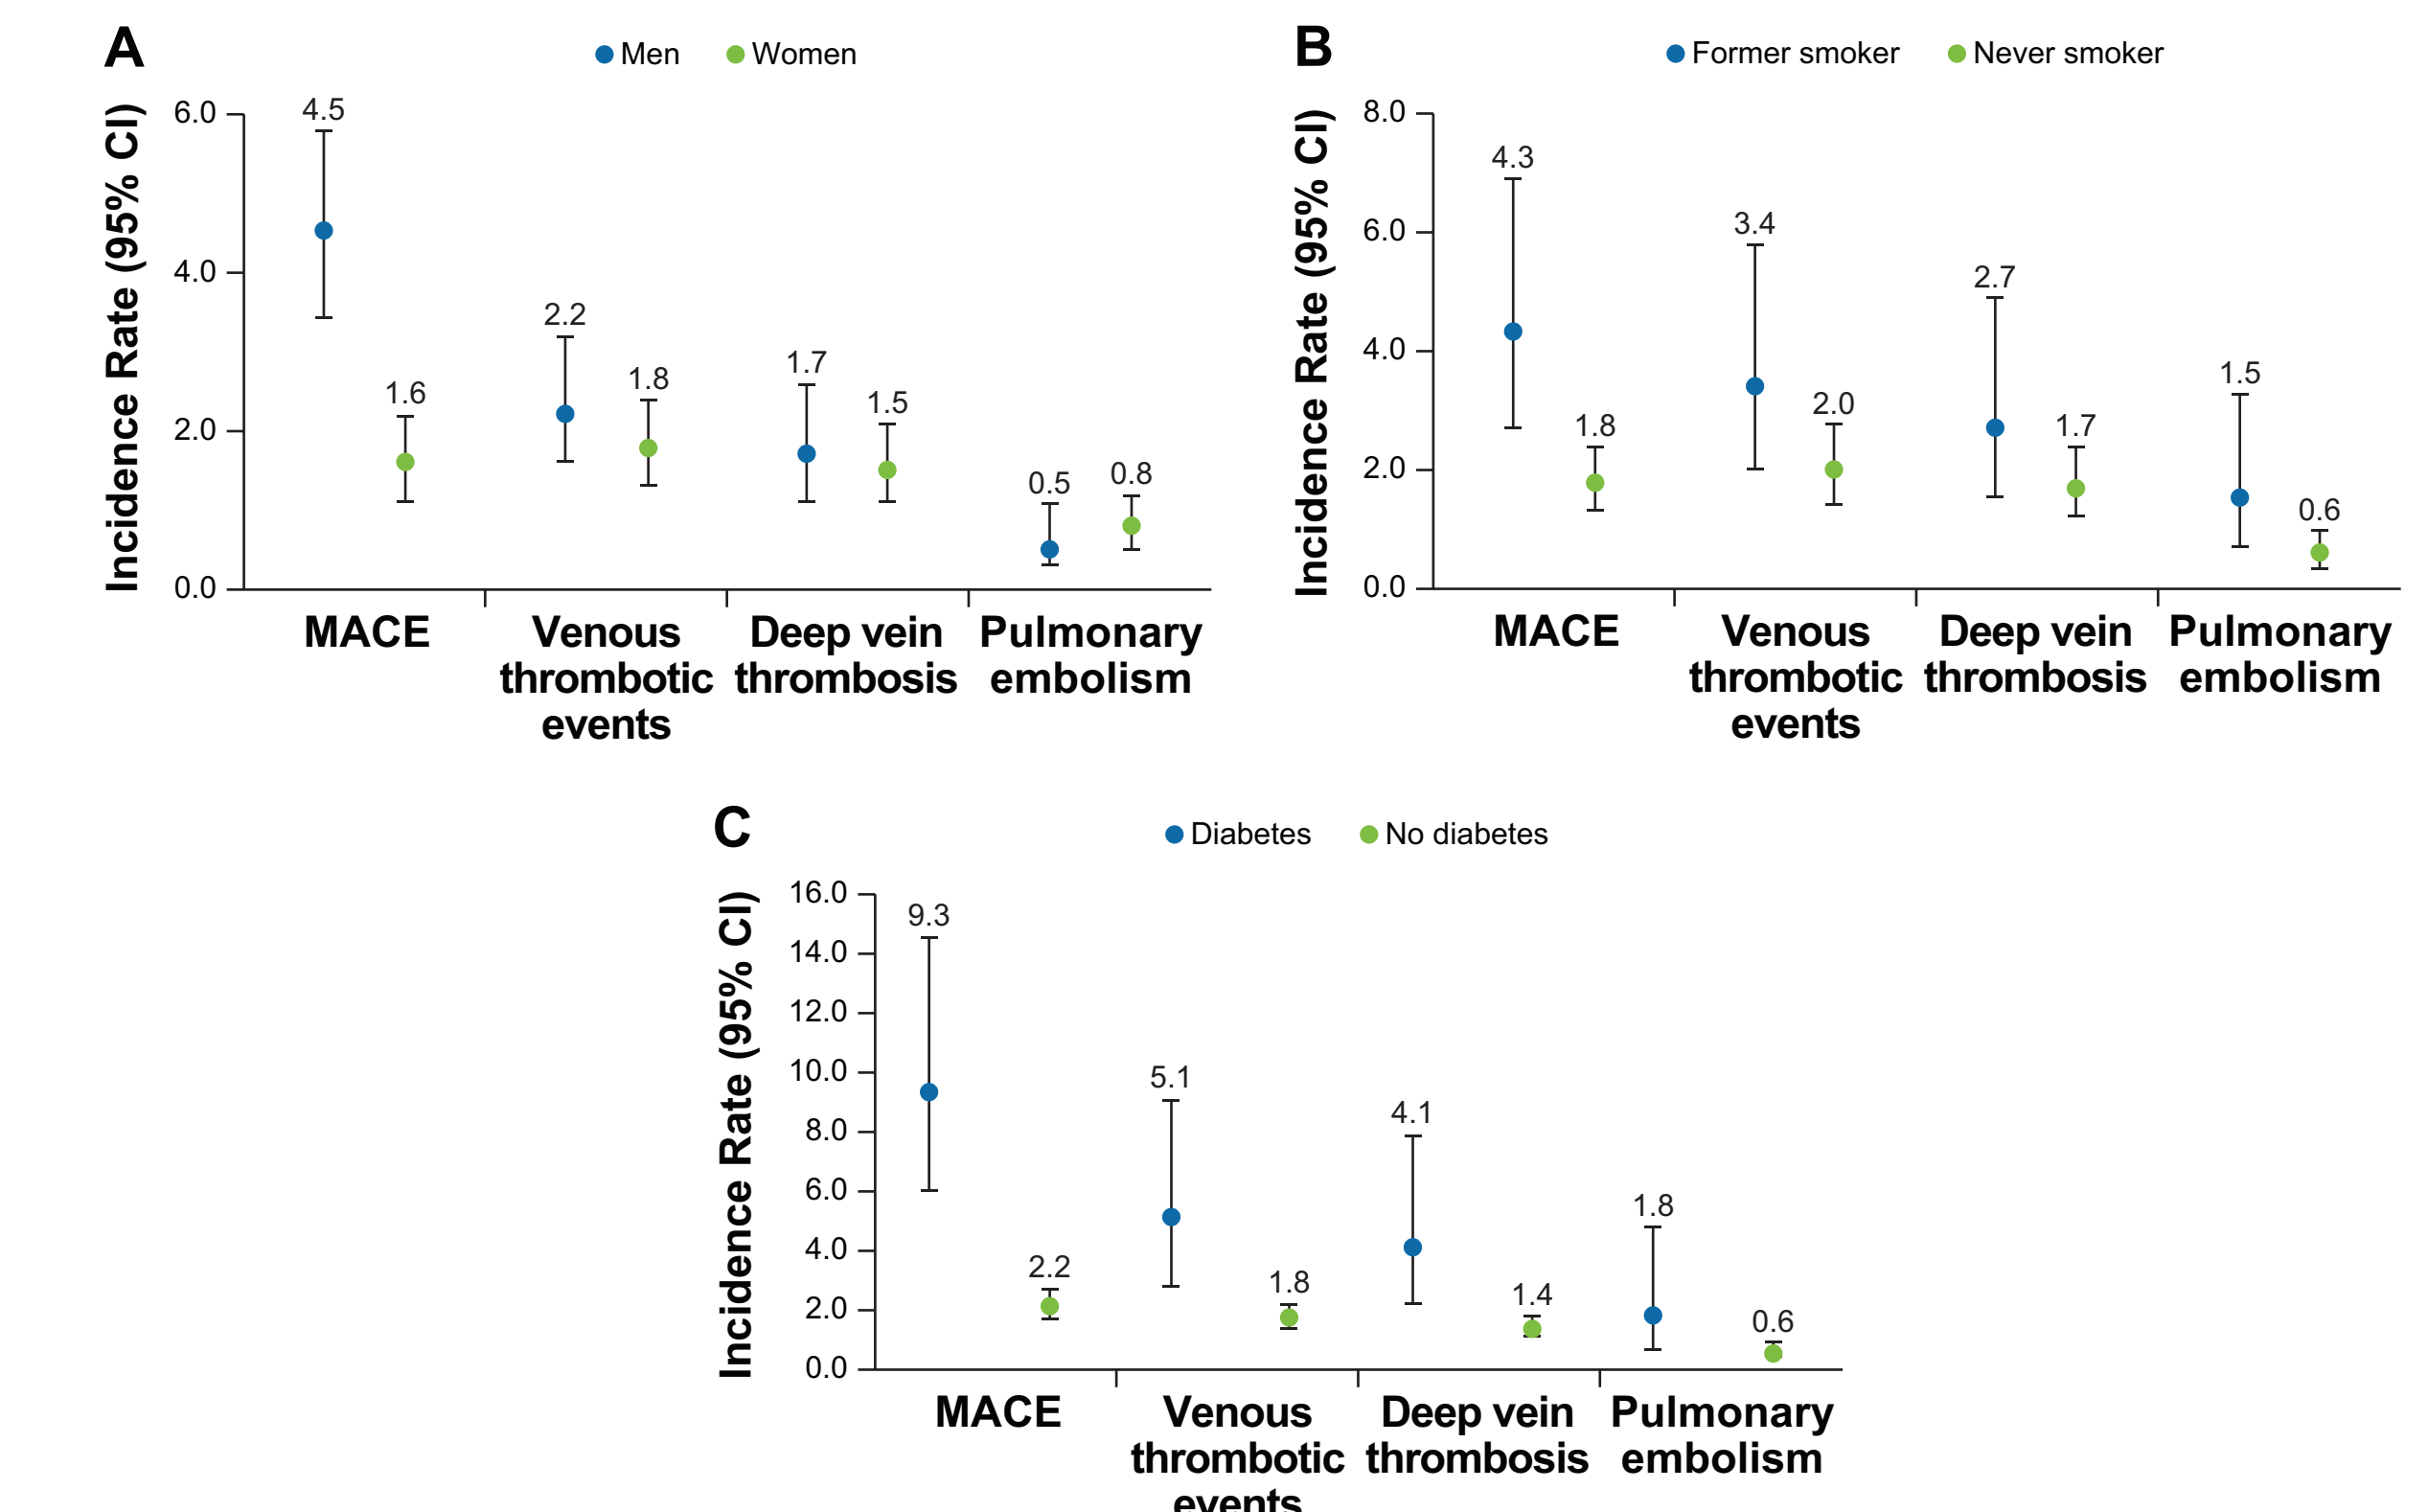 A
Men
Women
Incidence Rate (95% CI)
6.0
4.0
2.0
0.0
4.5
1.6
2.2
1.8
1.7
1.5
0.5
0.8
MACE
Venous
thrombotic
events
Deep vein
thrombosis
Pulmonary
embolism
B
Former smoker
Never smoker
Incidence Rate (95% CI)
8.0
6.0
4.0
2.0
0.0
4.3
1.8
3.4
2.0
2.7
1.7
1.5
0.6
MACE
Venous
thrombotic
events
Deep vein
thrombosis
Pulmonary
embolism
C
Diabetes
No diabetes
Incidence Rate (95% CI)
16.0
14.0
12.0
10.0
8.0
6.0
4.0
2.0
0.0
9.3
2.2
5.1
1.8
4.1
1.4
1.8
0.6
MACE
Venous
thrombotic
events
Deep vein
thrombosis
Pulmonary
embolism